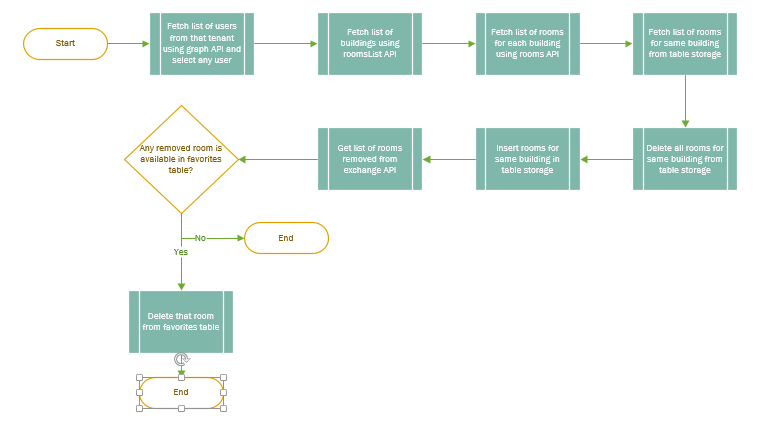 Start
Fetch list of users
from that tenant
using graph API and
select any user
Fetch list of
buildings using
roomsList API
Fetch list of rooms
for each building
using rooms API
Fetch list of rooms
for same building
from table storage
Delete all rooms for
same building from
table storage
Insert rooms for
same building in
table storage
Get list of rooms
removed from
exchange API
Any removed room is
available in favorites
table?
No
End
Yes
Delete that room
from favorites table
End